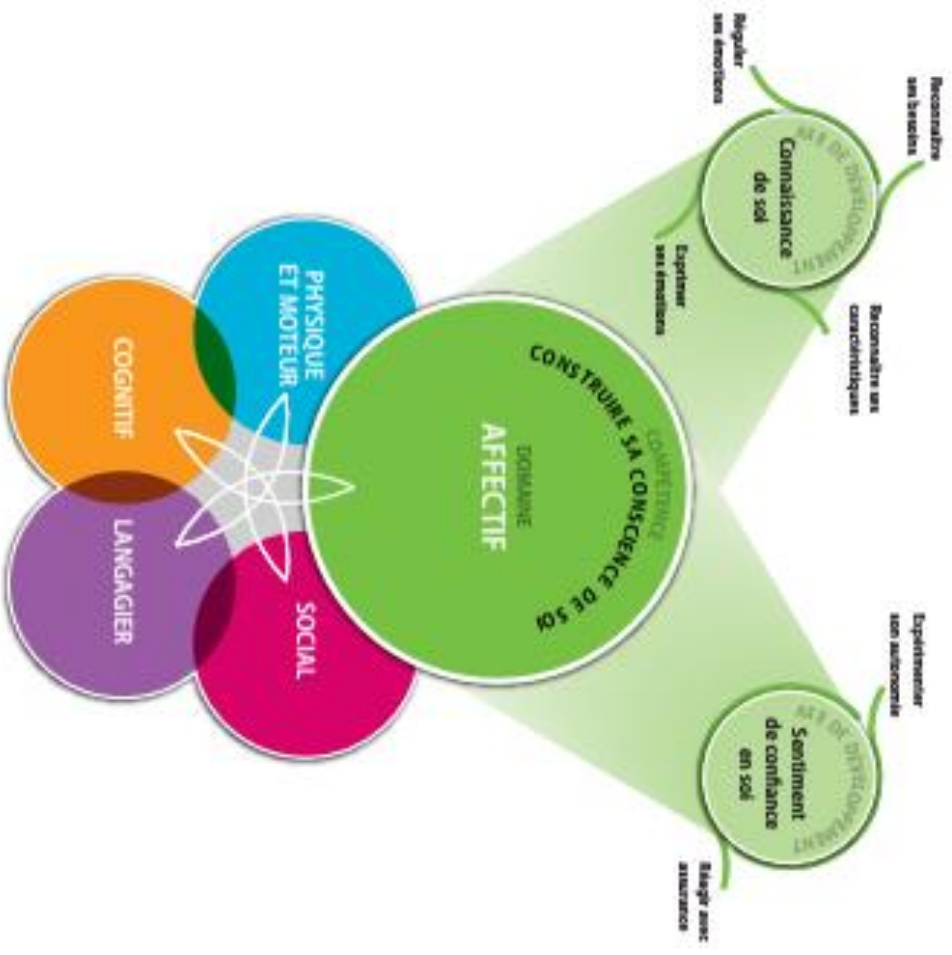 Reconnaître
ses besoins
Réguler
ses émotions
AXE DE DÉVELOPPEMENT
Connaissance
de soi
Reconnaître ses
caractéristiques
Exprimer
ses émotions
Expérimenter
son autonomie
AXE DE DÉVELOPPEMENT
Sentiment
de confiance
en soi
Réagir avec
assurance
COMPÉTENCE
CONSTRUIRE SA CONSCIENCE DE SOI
DOMAINE
AFFECTIF
PHYSIQUE
ET MOTEUR
SOCIAL
COGNITIF
LANGAGIER